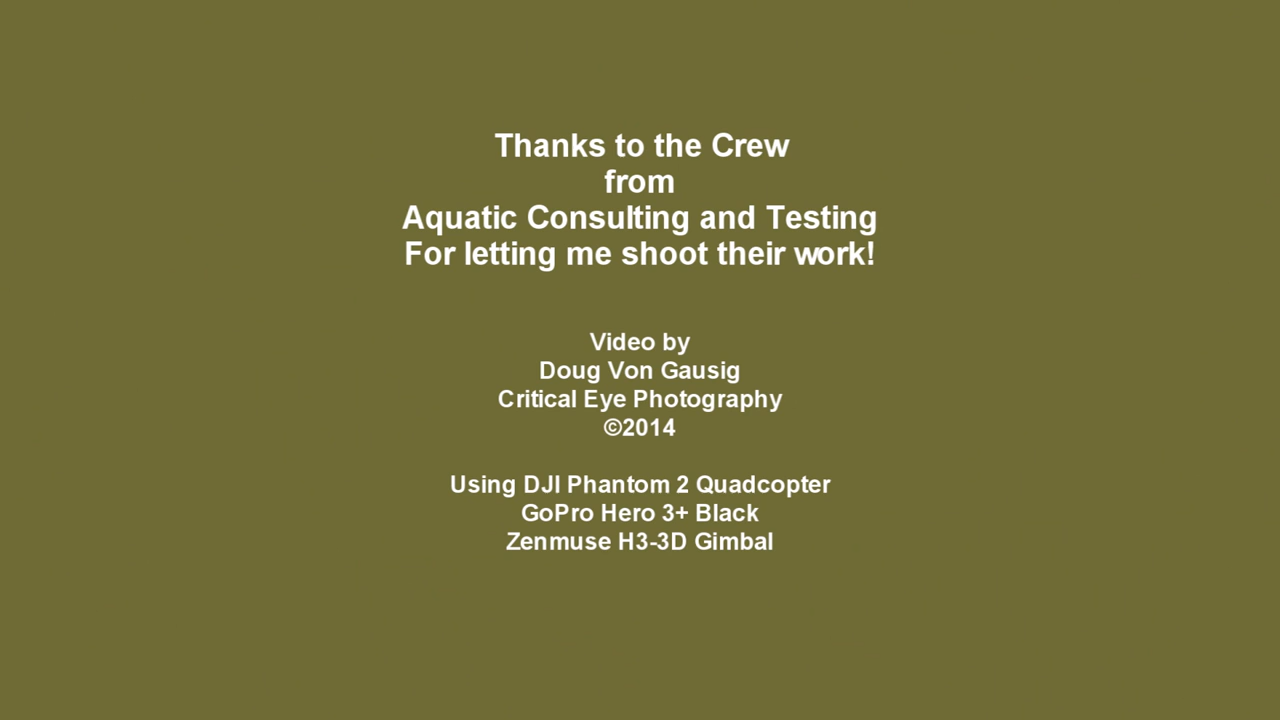 Thanks to the Crew
from
Aquatic Consulting and Testing
For letting me shoot their work!
Video by
Doug Von Gausig
Critical Eye Photography
©2014
Using DJI Phantom 2 Quadcopter
GoPro Hero 3+ Black
Zenmuse H3-3D Gimbal